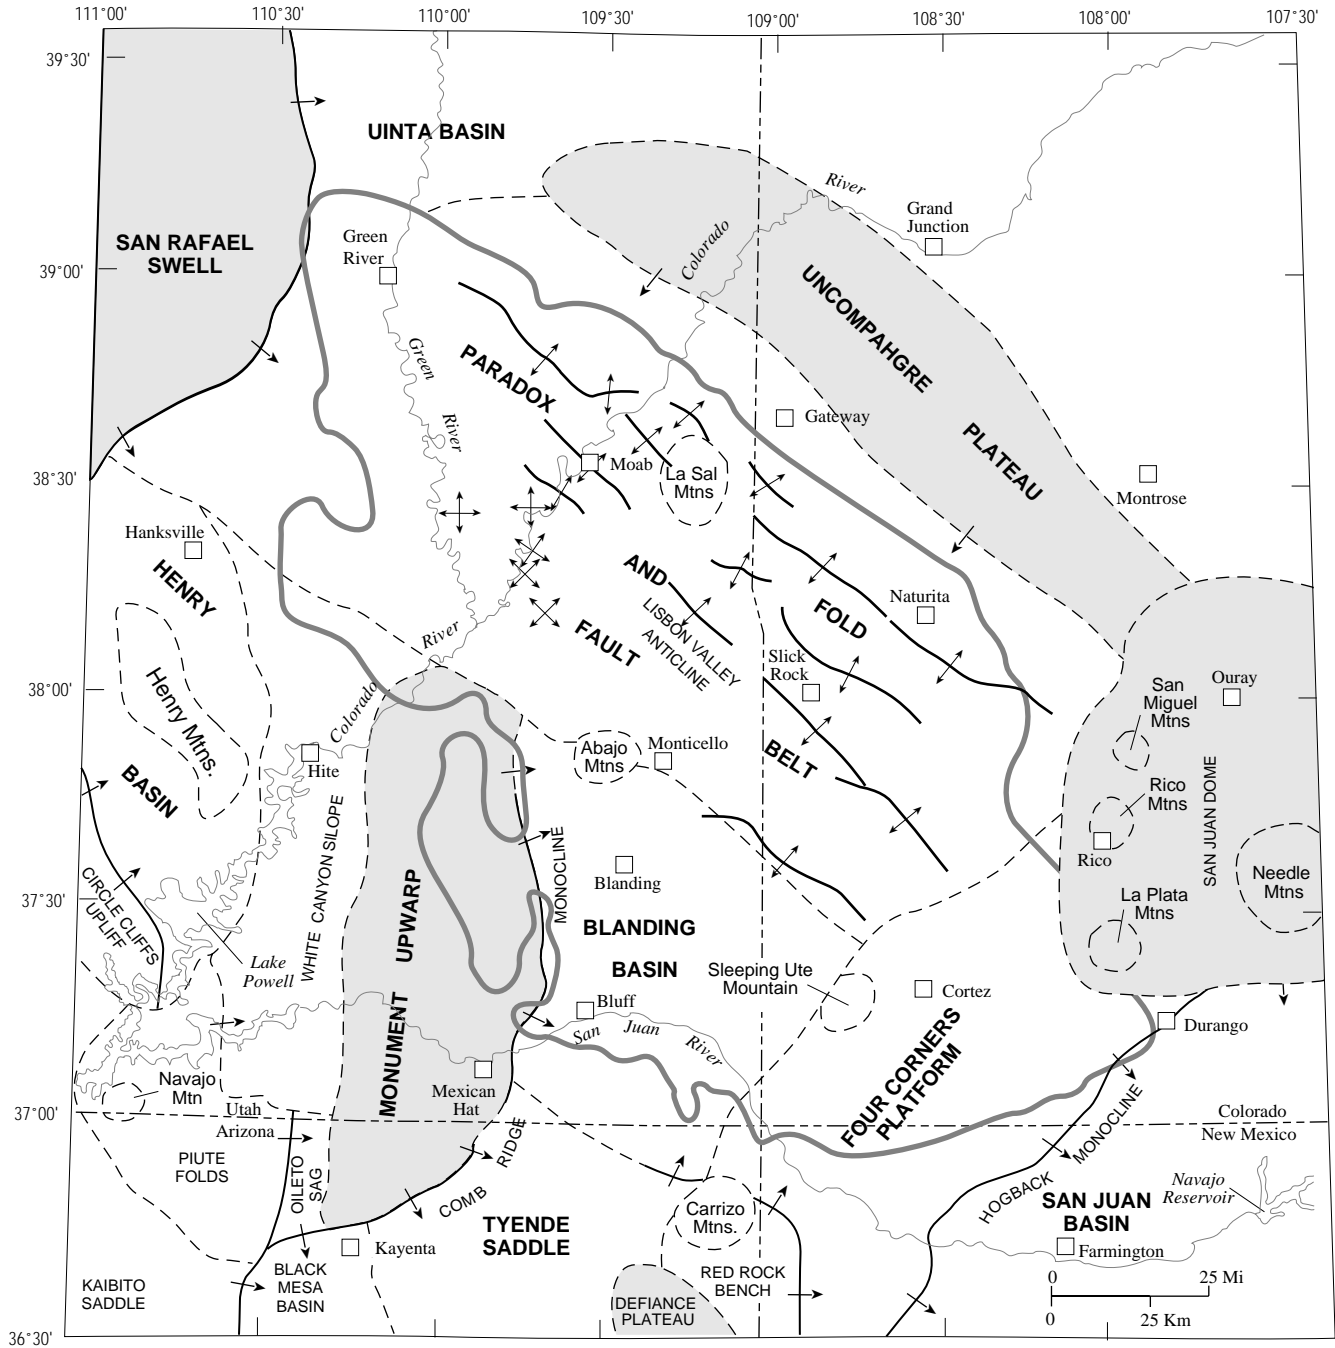 111°00'
110°30'
110°00'
109°30'
109°00'
108°30'
108°00'
107°30'
39°30'
39°00'
38°30'
38°00'
37°30'
37°00'
36°30'
UINTA BASIN
SAN RAFAEL
SWELL
Green
River
River
Colorado
Grand
Junction
UNCOMPAHGRE
PLATEAU
Green
River
PARADOX
Gateway
Moab
La Sal
Mtns
Montrose
Hanksville
HENRY
BASIN
Henry Mtns.
AND
FAULT
LISBON VALLEY
ANTICLINE
FOLD
BELT
Naturita
Slick
Rock
River
Colorado
Hite
Abajo
Mtns
Monticello
San
Miguel
Mtns
Ouray
Rico
Mtns
Rico
SAN JUAN DOME
La Plata
Mtns
Needle
Mtns
CIRCLE CLIFFS
UPLIFF
WHITE CANYON SILOPE
Lake
Powell
MONUMENT
UPWARP
MONOCLINE
Blanding
BLANDING
BASIN
Sleeping Ute
Mountain
Cortez
Bluff
San
Juan
River
Durango
Navajo
Mtn
Mexican
Hat
FOUR CORNERS
PLATFORM
Utah
Arizona
Colorado
New Mexico
PIUTE
FOLDS
OILETO
SAG
COMB
RIDGE
HOGBACK
MONOCLINE
Navajo
Reservoir
SAN JUAN
BASIN
Farmington
TYENDE
SADDLE
Carrizo
Mtns.
Kayenta
KAIBITO
SADDLE
BLACK
MESA
BASIN
RED ROCK
BENCH
DEFIANCE
PLATEAU
0
25 Mi
0
25 Km